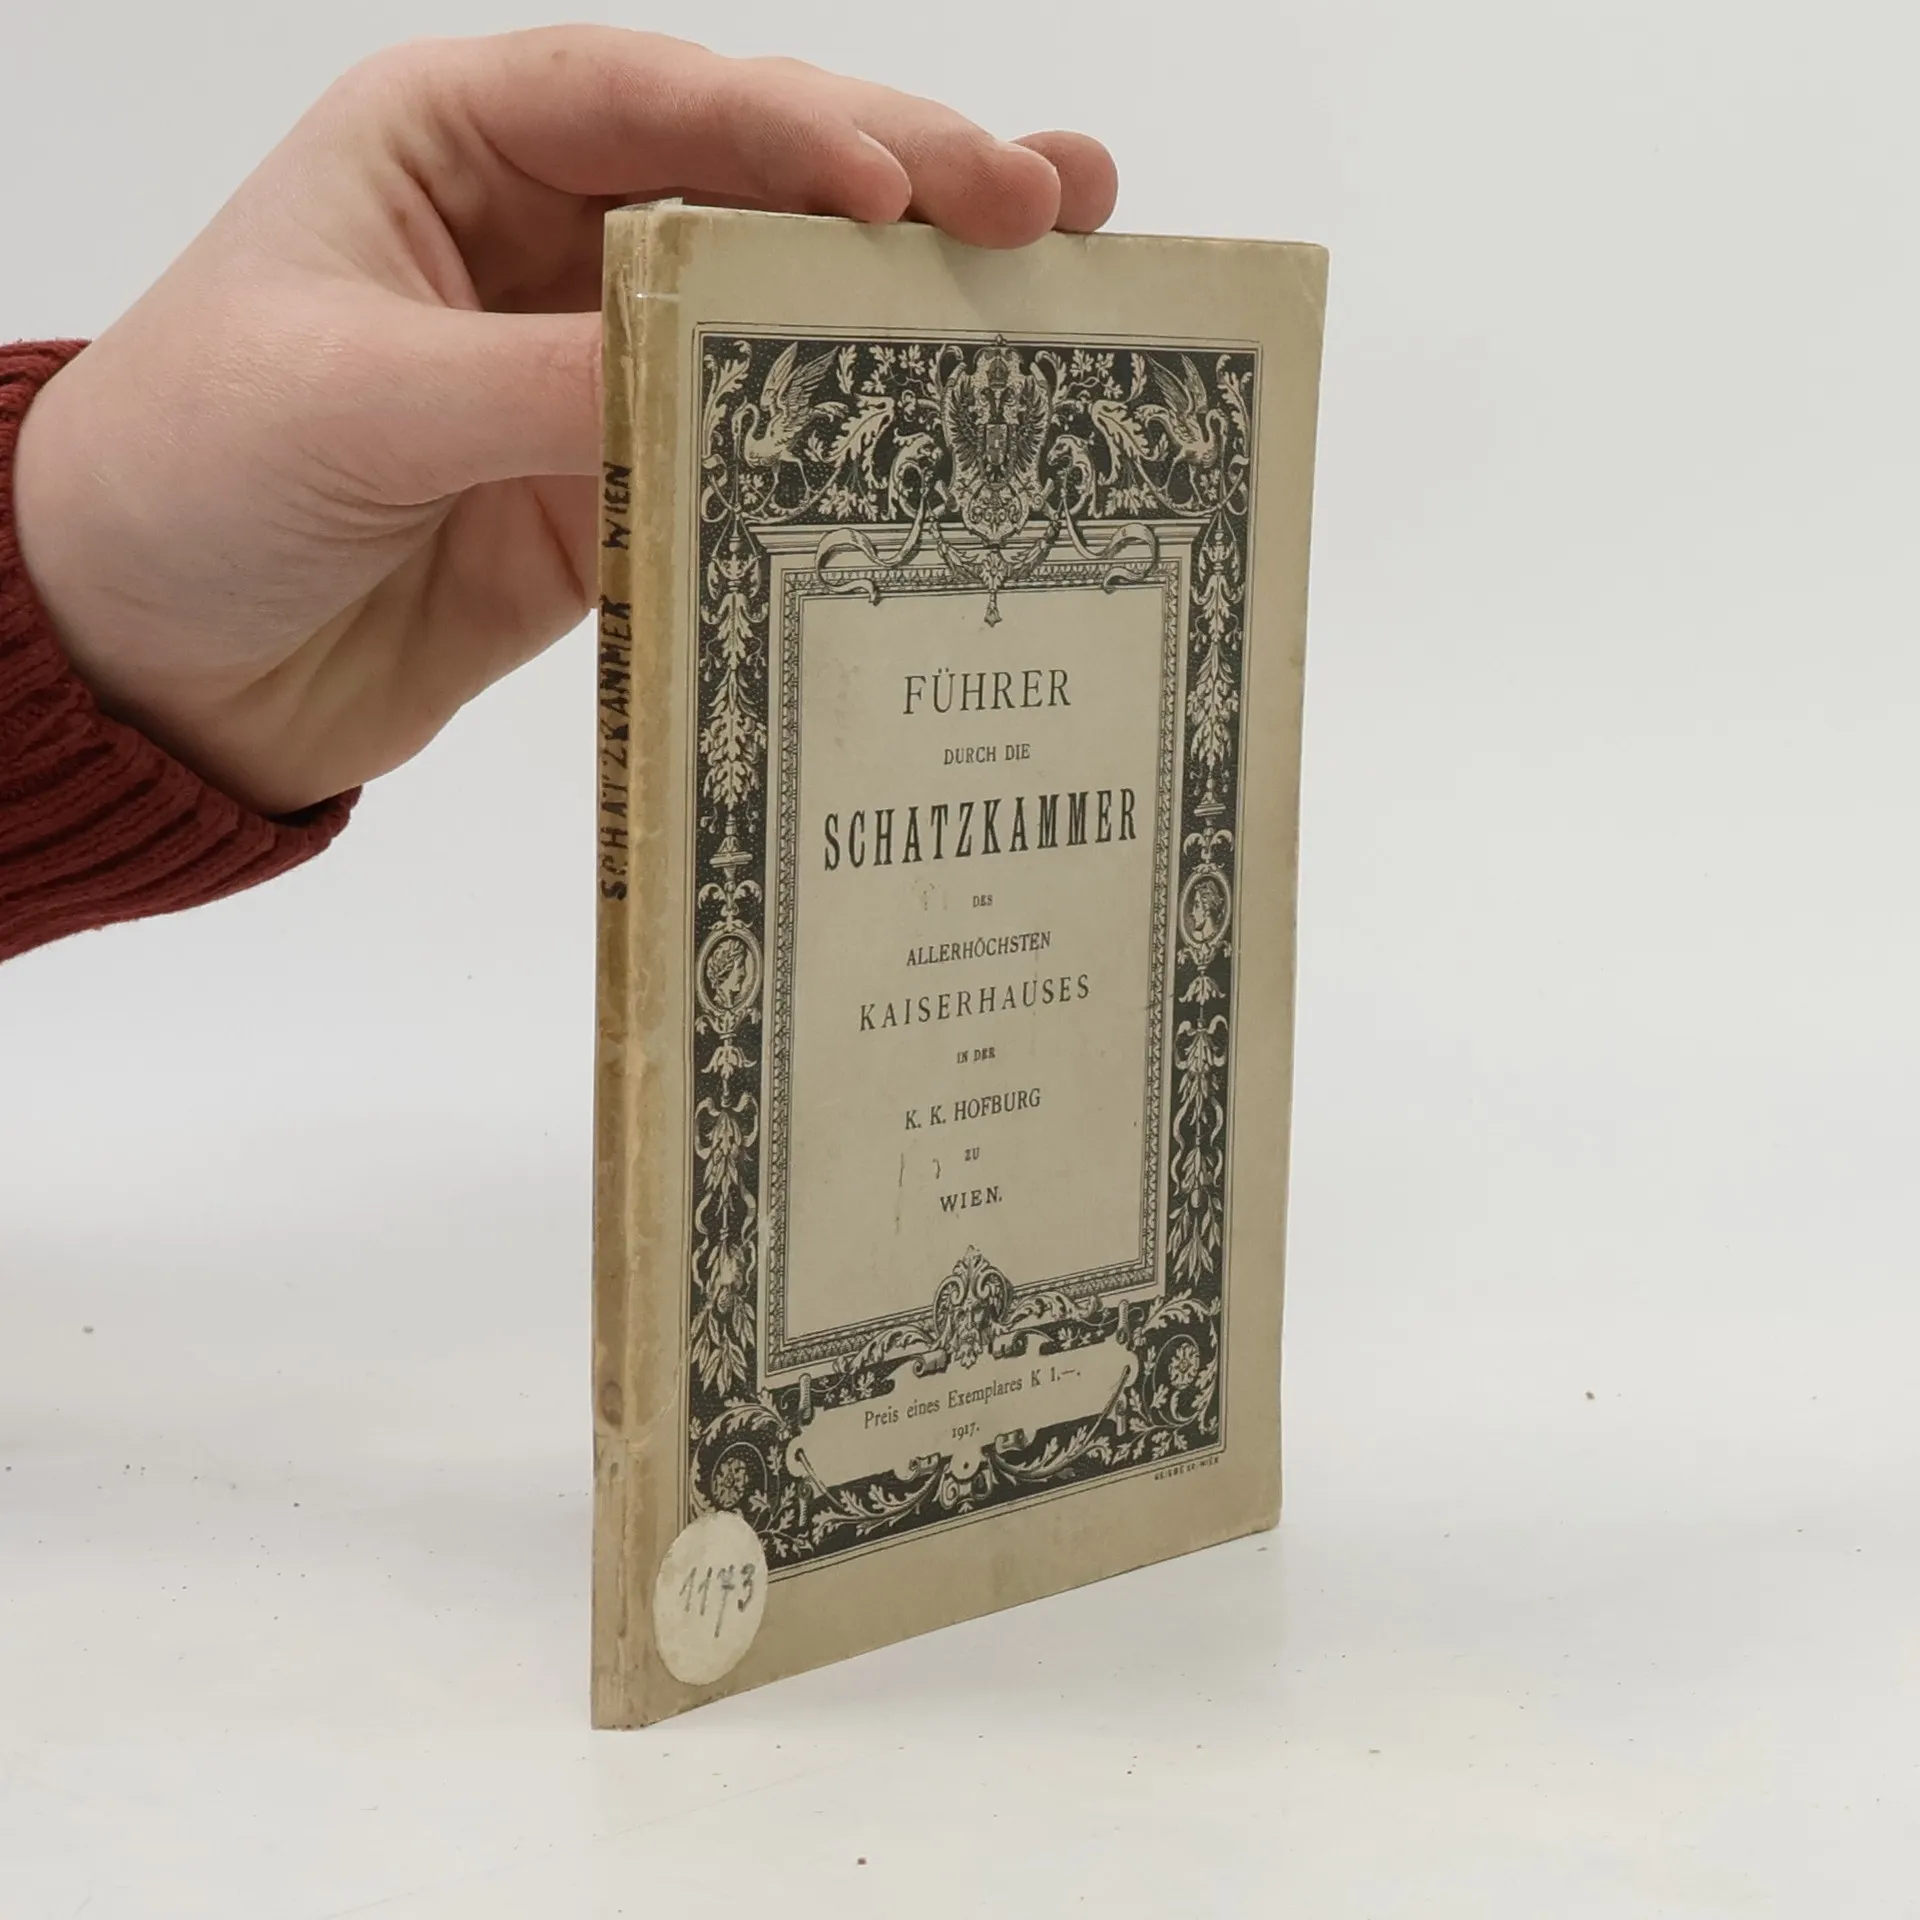 SCHATZKAMMER WIEN
FÜHRER
DURCH DIE
SCHATZKAMMER
DES
ALLERHÖCHSTEN
KAISERHAUSES
IN DER
K. K. HOFBURG
ZU
WIEN.
Preis eines Exemplares K 1.—.
1917.
1173